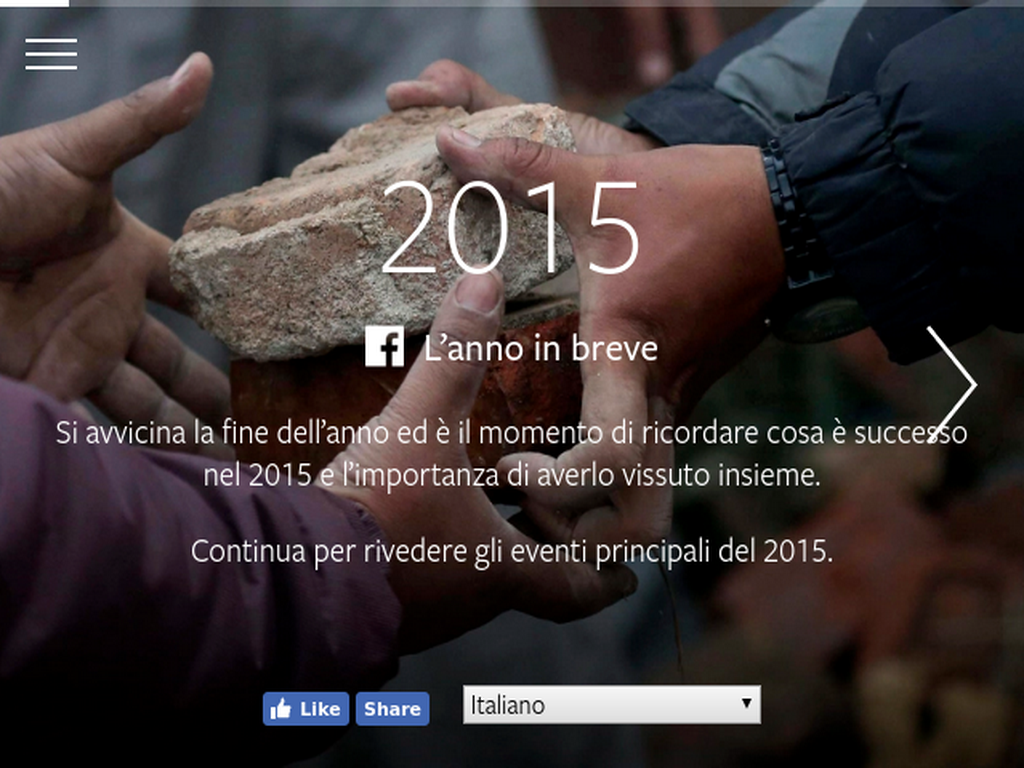 2015
L’anno in breve
Si avvicina la fine dell’anno ed è il momento di ricordare cosa è successo
nel 2015 e l’importanza di averlo vissuto insieme.
Continua per rivedere gli eventi principali del 2015.
Like Share Italiano